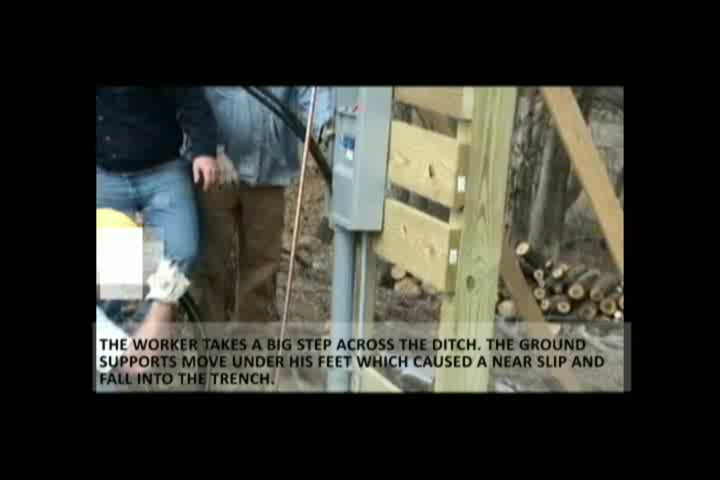 THE WORKER TAKES A BIG STEP ACROSS THE DITCH. THE GROUND
SUPPORTS MOVE UNDER HIS FEET WHICH CAUSED A NEAR SLIP AND
FALL INTO THE TRENCH.